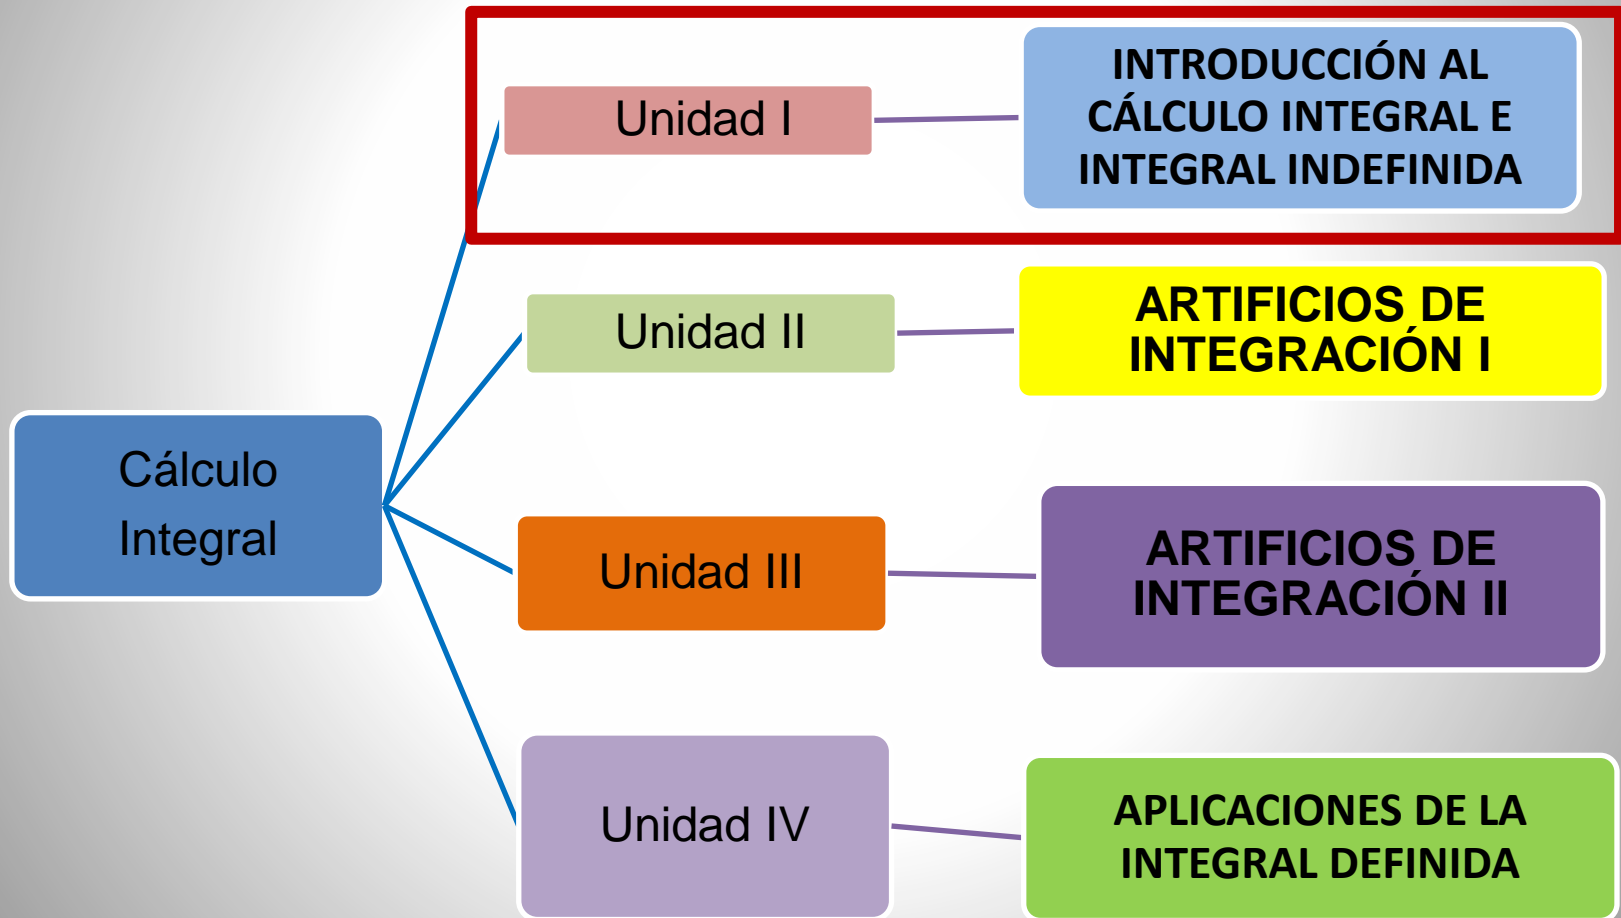 Unidad I
INTRODUCCIÓN AL
CÁLCULO INTEGRAL E
INTEGRAL INDEFINIDA
Unidad II
ARTIFICIOS DE
INTEGRACIÓN I
Cálculo
Integral
Unidad III
ARTIFICIOS DE
INTEGRACIÓN II
Unidad IV
APLICACIONES DE LA
INTEGRAL DEFINIDA